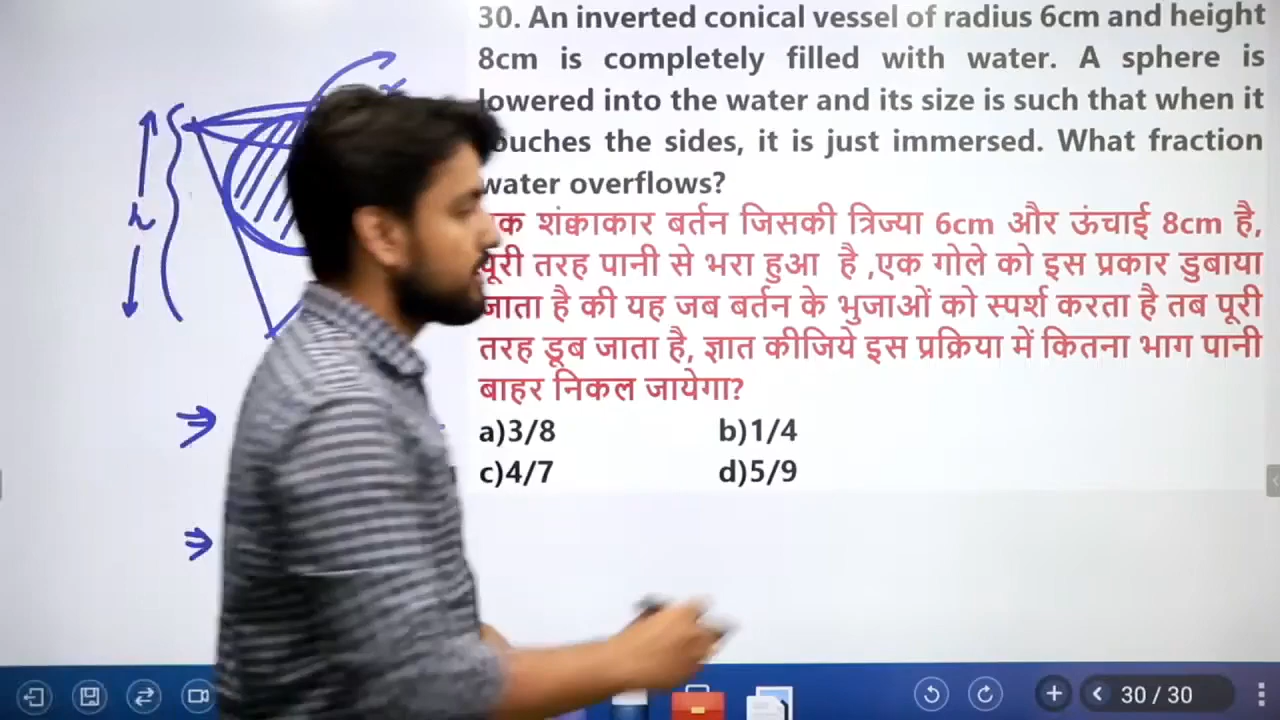 30. An inverted conical vessel of radius 6cm and height
8cm is completely filled with water. A sphere is
lowered into the water and its size is such that when it
touches the sides, it is just immersed. What fraction
water overflows?
एक शंक्वाकार बर्तन जिसकी त्रिज्या 6cm और ऊंचाई 8cm है,
पूरी तरह पानी से भरा हुआ है ,एक गोले को इस प्रकार डुबाया
जाता है की यह जब बर्तन के भुजाओं को स्पर्श करता है तब पूरी
तरह डूब जाता है, ज्ञात कीजिये इस प्रक्रिया में कितना भाग पानी
बाहर निकल जायेगा?
a)3/8 b)1/4
c)4/7 d)5/9
h
30 / 30